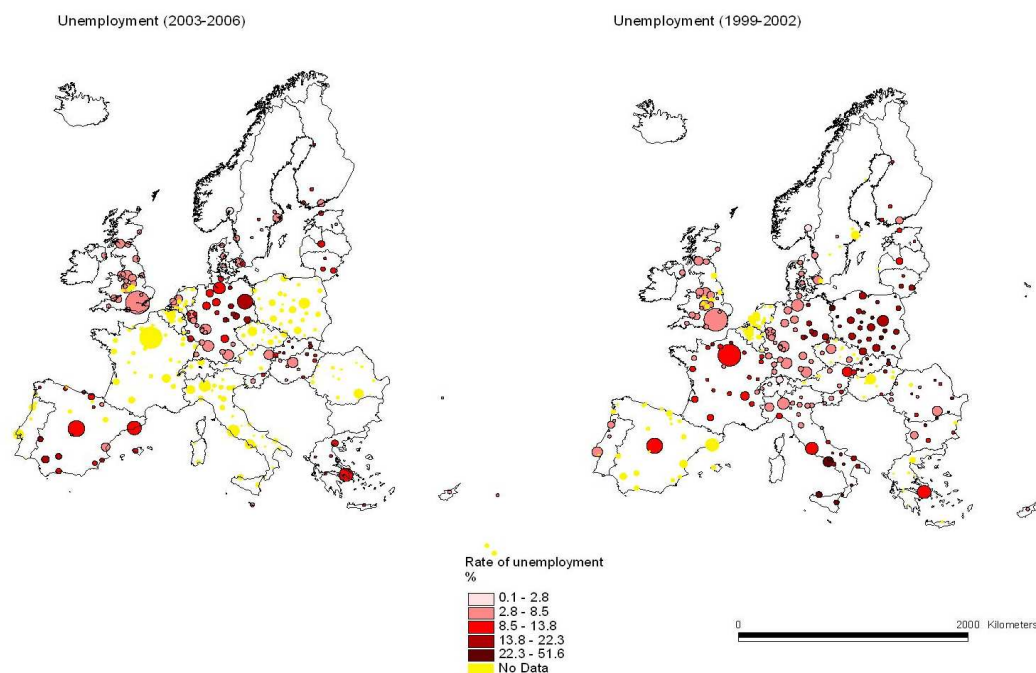 Unemployment (2003-2006)
Unemployment (1999-2002)
Rate of unemployment
%
0.1 - 2.8
2.8 - 8.5
8.5 - 13.8
13.8 - 22.3
22.3 - 51.6
No Data
0 2000 Kilometers